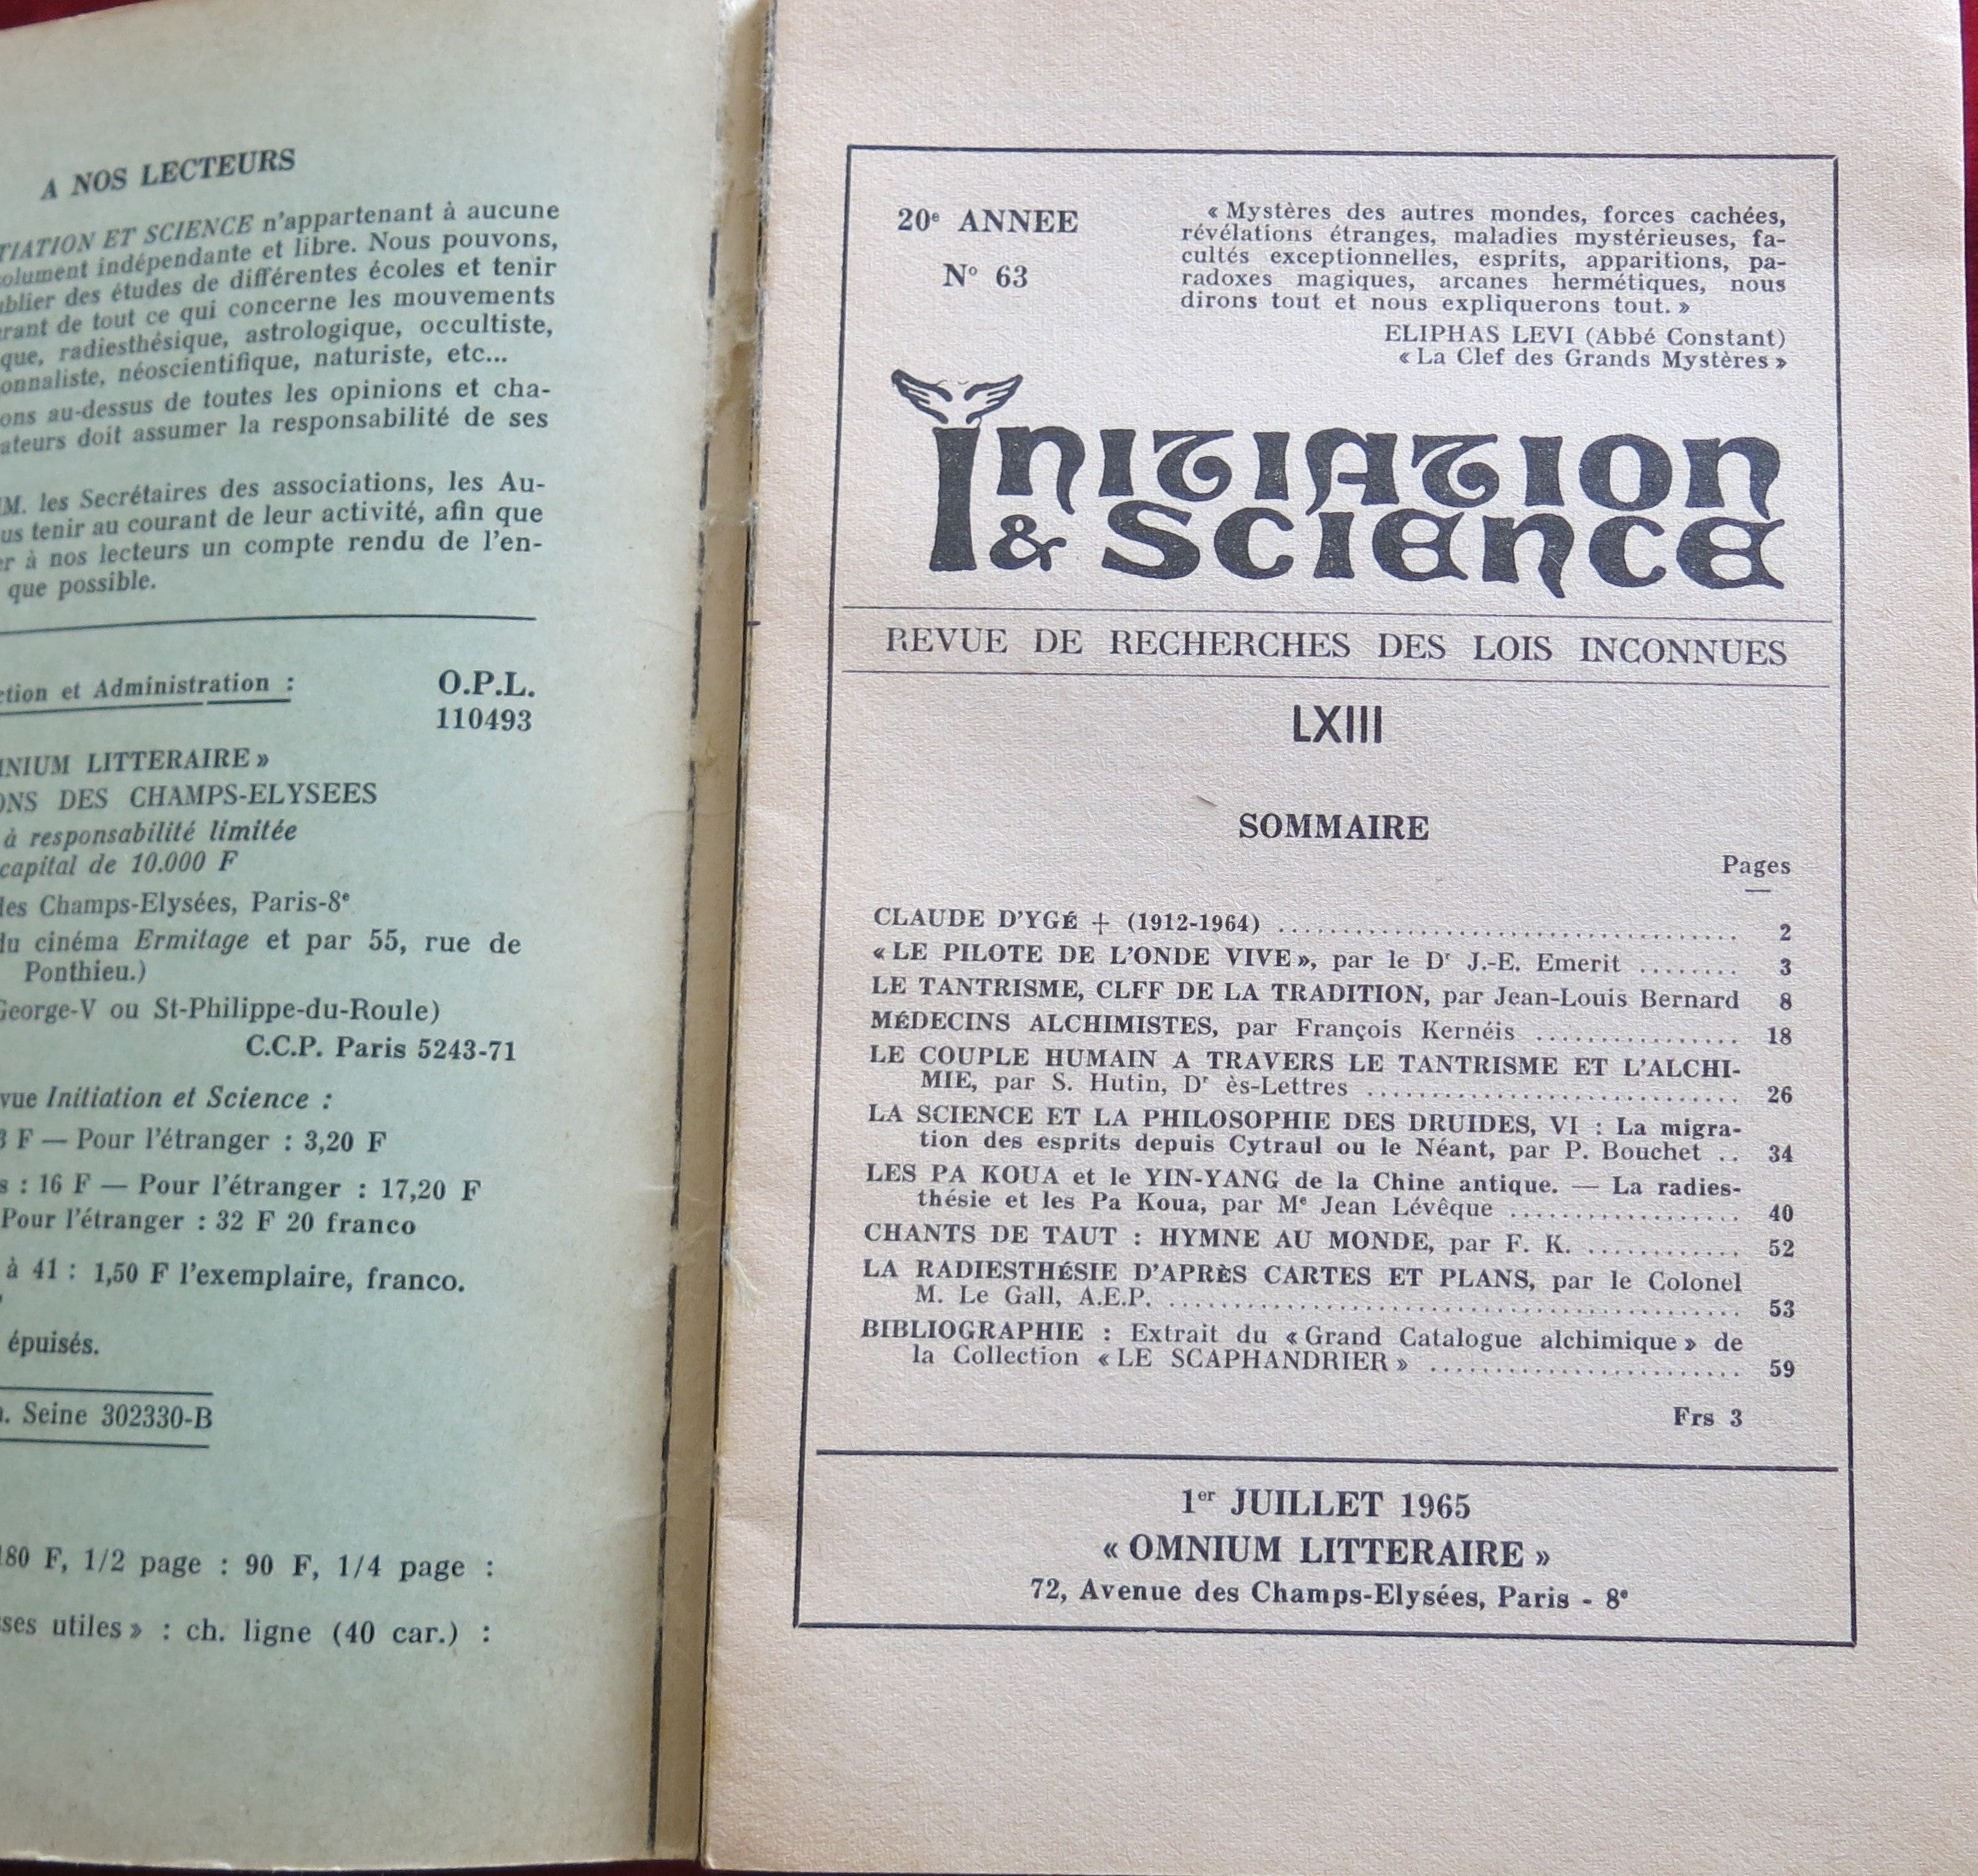 A NOS LECTEURS
ET SCIENCE n'appartenant à aucune
indépendante et libre. Nous pouvons,
des études de différentes écoles et tenir
de tout ce qui concerne les mouvements
radiesthésique, astrologique, occultiste,
néoscientifique, naturiste, etc...
au-dessus de toutes les opinions et cha-
doit assumer la responsabilité de ses
les Secrétaires des associations, les Au-
tenir au courant de leur activité, afin que
à nos lecteurs un compte rendu de l'en-
que possible.
et Administration :
O.P.L.
110493
LITTERAIRE »
DES CHAMPS-ELYSEES
à responsabilité limitée
capital de 10.000 F
Champs-Elysées, Paris-8e
du cinéma Ermitage et par 55, rue de
Ponthieu.)
George-V ou St-Philippe-du-Roule)
C.C.P. Paris 5243-71
Initiation et Science :
3 F — Pour l'étranger : 3,20 F
: 16 F — Pour l'étranger : 17,20 F
Pour l'étranger : 32 F 20 franco
à 41 : 1,50 F l'exemplaire, franco.
épuisés.
Seine 302330-B
180 F, 1/2 page : 90 F, 1/4 page :
utiles » : ch. ligne (40 car.) :
20e ANNEE
No 63
« Mystères des autres mondes, forces cachées,
révélations étranges, maladies mystérieuses, fa-
cultés exceptionnelles, esprits, apparitions, pa-
radoxes magiques, arcanes hermétiques, nous
dirons tout et nous expliquerons tout. »
ELIPHAS LEVI (Abbé Constant)
« La Clef des Grands Mystères »
INITIATION
& SCIENCE
REVUE DE RECHERCHES DES LOIS INCONNUES
LXIII
SOMMAIRE
Pages
CLAUDE D'YGÉ + (1912-1964) .......... 2
« LE PILOTE DE L'ONDE VIVE », par le Dr J.-E. Emerit ........ 3
LE TANTRISME, CLFF DE LA TRADITION, par Jean-Louis Bernard 8
MÉDECINS ALCHIMISTES, par François Kernéis .......... 18
LE COUPLE HUMAIN A TRAVERS LE TANTRISME ET L'ALCHI-
MIE, par S. Hutin, Dr ès-Lettres .......... 26
LA SCIENCE ET LA PHILOSOPHIE DES DRUIDES, VI : La migra-
tion des esprits depuis Cytraul ou le Néant, par P. Bouchet .. 34
LES PA KOUA et le YIN-YANG de la Chine antique. — La radies-
thésie et les Pa Koua, par Me Jean Lévêque .......... 40
CHANTS DE TAUT : HYMNE AU MONDE, par F. K. .......... 52
LA RADIESTHÉSIE D'APRÈS CARTES ET PLANS, par le Colonel
M. Le Gall, A.E.P. .......... 53
BIBLIOGRAPHIE : Extrait du « Grand Catalogue alchimique » de
la Collection « LE SCAPHANDRIER » .......... 59
Frs 3
1er JUILLET 1965
« OMNIUM LITTERAIRE »
72, Avenue des Champs-Elysées, Paris - 8e